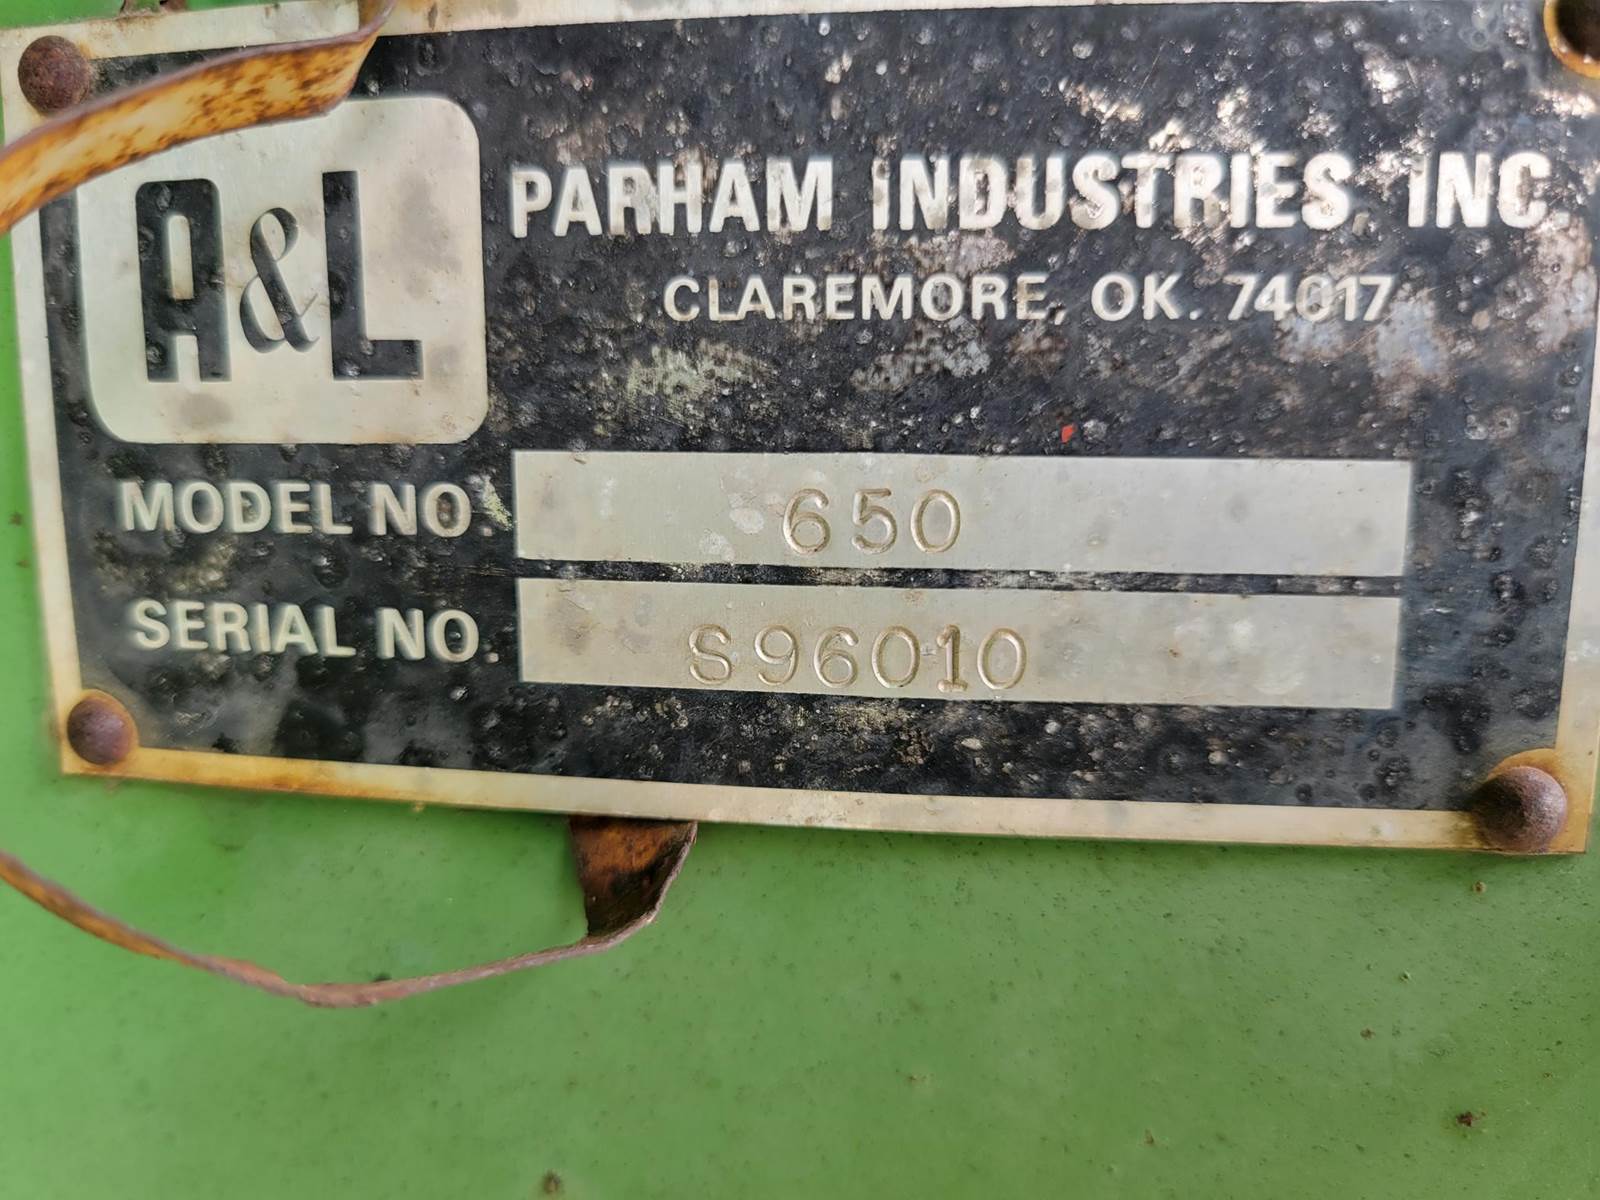 A&L
PARHAM INDUSTRIES, INC.
CLAREMORE, OK. 74017
MODEL NO. 650
SERIAL NO. S96010